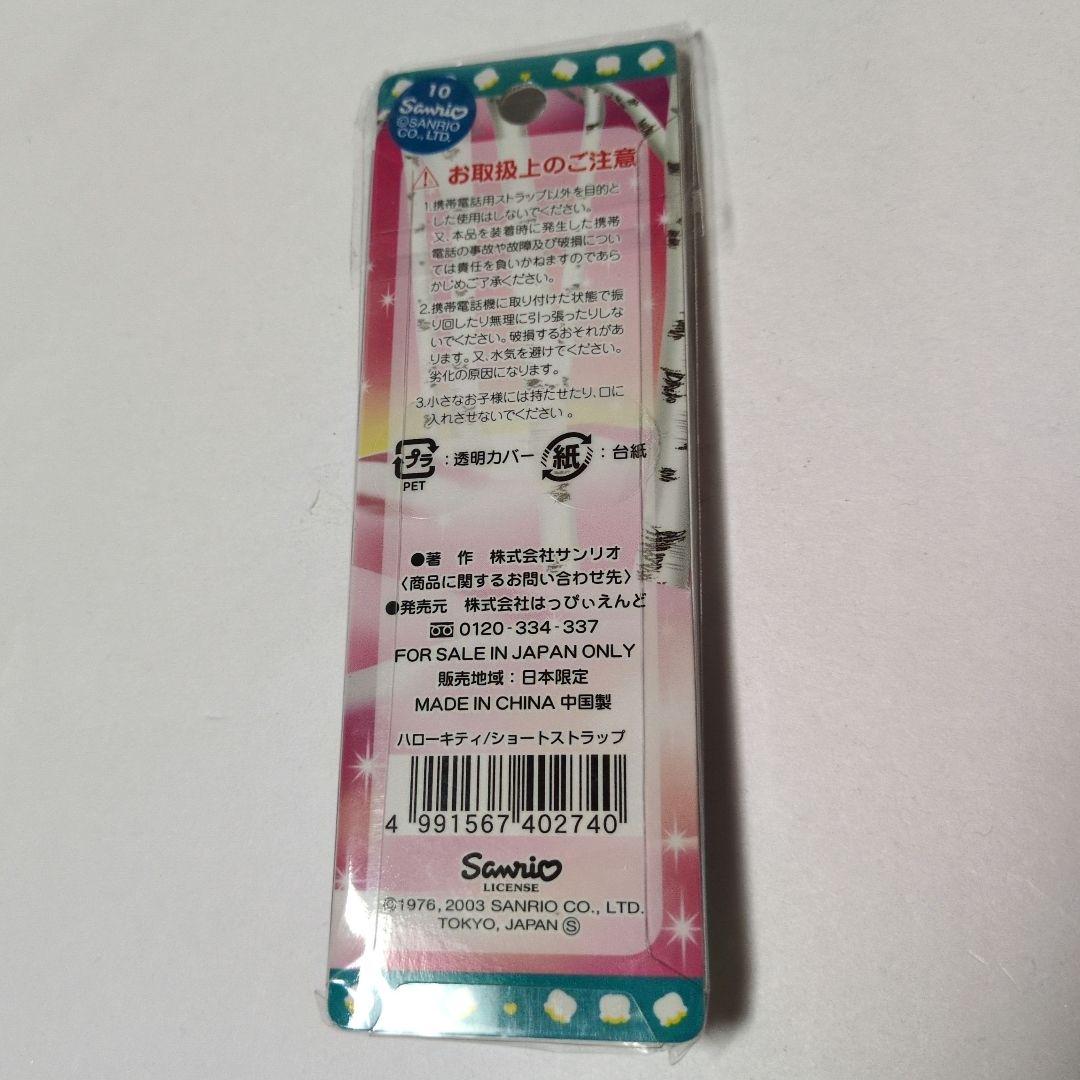 10
Sanrio
©SANRIO
CO., LTD.
お取扱上のご注意
1.携帯電話用ストラップ以外を目的と
した使用はしないでください。
又、本品を装着時に発生した携帯
電話の事故や故障及び破損につい
ては責任を負いかねますのであら
かじめご了承ください。
2.携帯電話機に取り付けた状態で振
り回したり無理に引っ張ったりしな
いでください。破損するおそれがあ
ります。又、水気を避けてください。
劣化の原因になります。
3.小さなお子様には持たせたり、口に
入れさせないでください。
プラ PET :透明カバー 紙 :台紙
●著 作 株式会社サンリオ
〈商品に関するお問い合わせ先〉
●発売元 株式会社はっぴぃえんど
0120-334-337
FOR SALE IN JAPAN ONLY
販売地域:日本限定
MADE IN CHINA 中国製
ハローキティ/ショートストラップ
4 991567 402740
Sanrio
LICENSE
©1976, 2003 SANRIO CO., LTD.
TOKYO, JAPAN Ⓢ